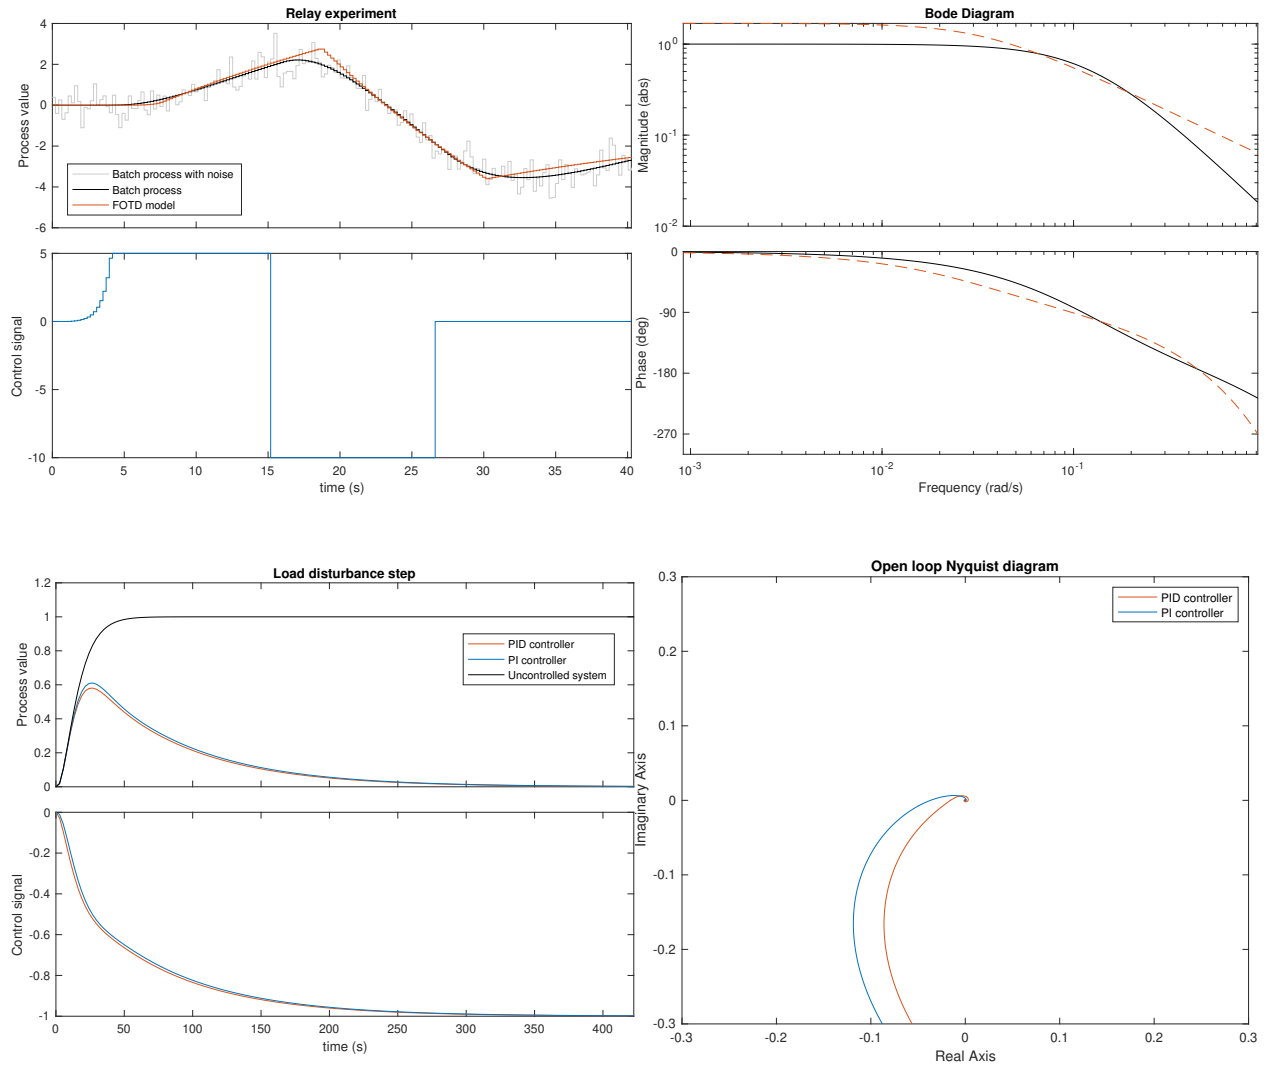 Relay experiment
4
2
0
-2
-4
-6
Process value
Batch process with noise
Batch process
FOTD model
5
0
-5
-10
Control signal
0 5 10 15 20 25 30 35 40
time (s)
Bode Diagram
10^0
10^-1
10^-2
Magnitude (abs)
0
-90
-180
-270
Phase (deg)
10^-3 10^-2 10^-1
Frequency (rad/s)
Load disturbance step
1.2
1
0.8
0.6
0.4
0.2
0
Process value
PID controller
PI controller
Uncontrolled system
0
-0.2
-0.4
-0.6
-0.8
-1
Control signal
0 50 100 150 200 250 300 350 400
time (s)
Open loop Nyquist diagram
0.3
0.2
0.1
0
-0.1
-0.2
-0.3
Imaginary Axis
PID controller
PI controller
-0.3 -0.2 -0.1 0 0.1 0.2 0.3
Real Axis